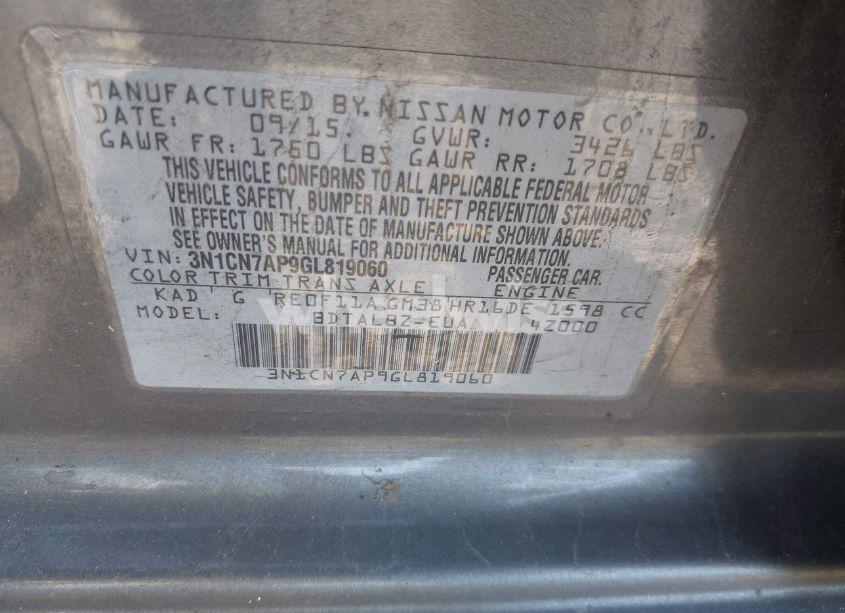 MANUFACTURED BY NISSAN MOTOR CO.,LTD.
DATE: 09/15 GVWR: 3426 LBS
GAWR FR: 1760 LBS GAWR RR: 1708 LBS
THIS VEHICLE CONFORMS TO ALL APPLICABLE FEDERAL MOTOR
VEHICLE SAFETY, BUMPER AND THEFT PREVENTION STANDARDS
IN EFFECT ON THE DATE OF MANUFACTURE SHOWN ABOVE.
SEE OWNER'S MANUAL FOR ADDITIONAL INFORMATION.
VIN: 3N1CN7AP9GL819060 PASSENGER CAR.
COLOR TRIM TRANS AXLE ENGINE
KAD G RE0F11A GM38 HR16DE 1598 CC
MODEL: BDTALBZ-EUA 4Z000
3N1CN7AP9GL819060